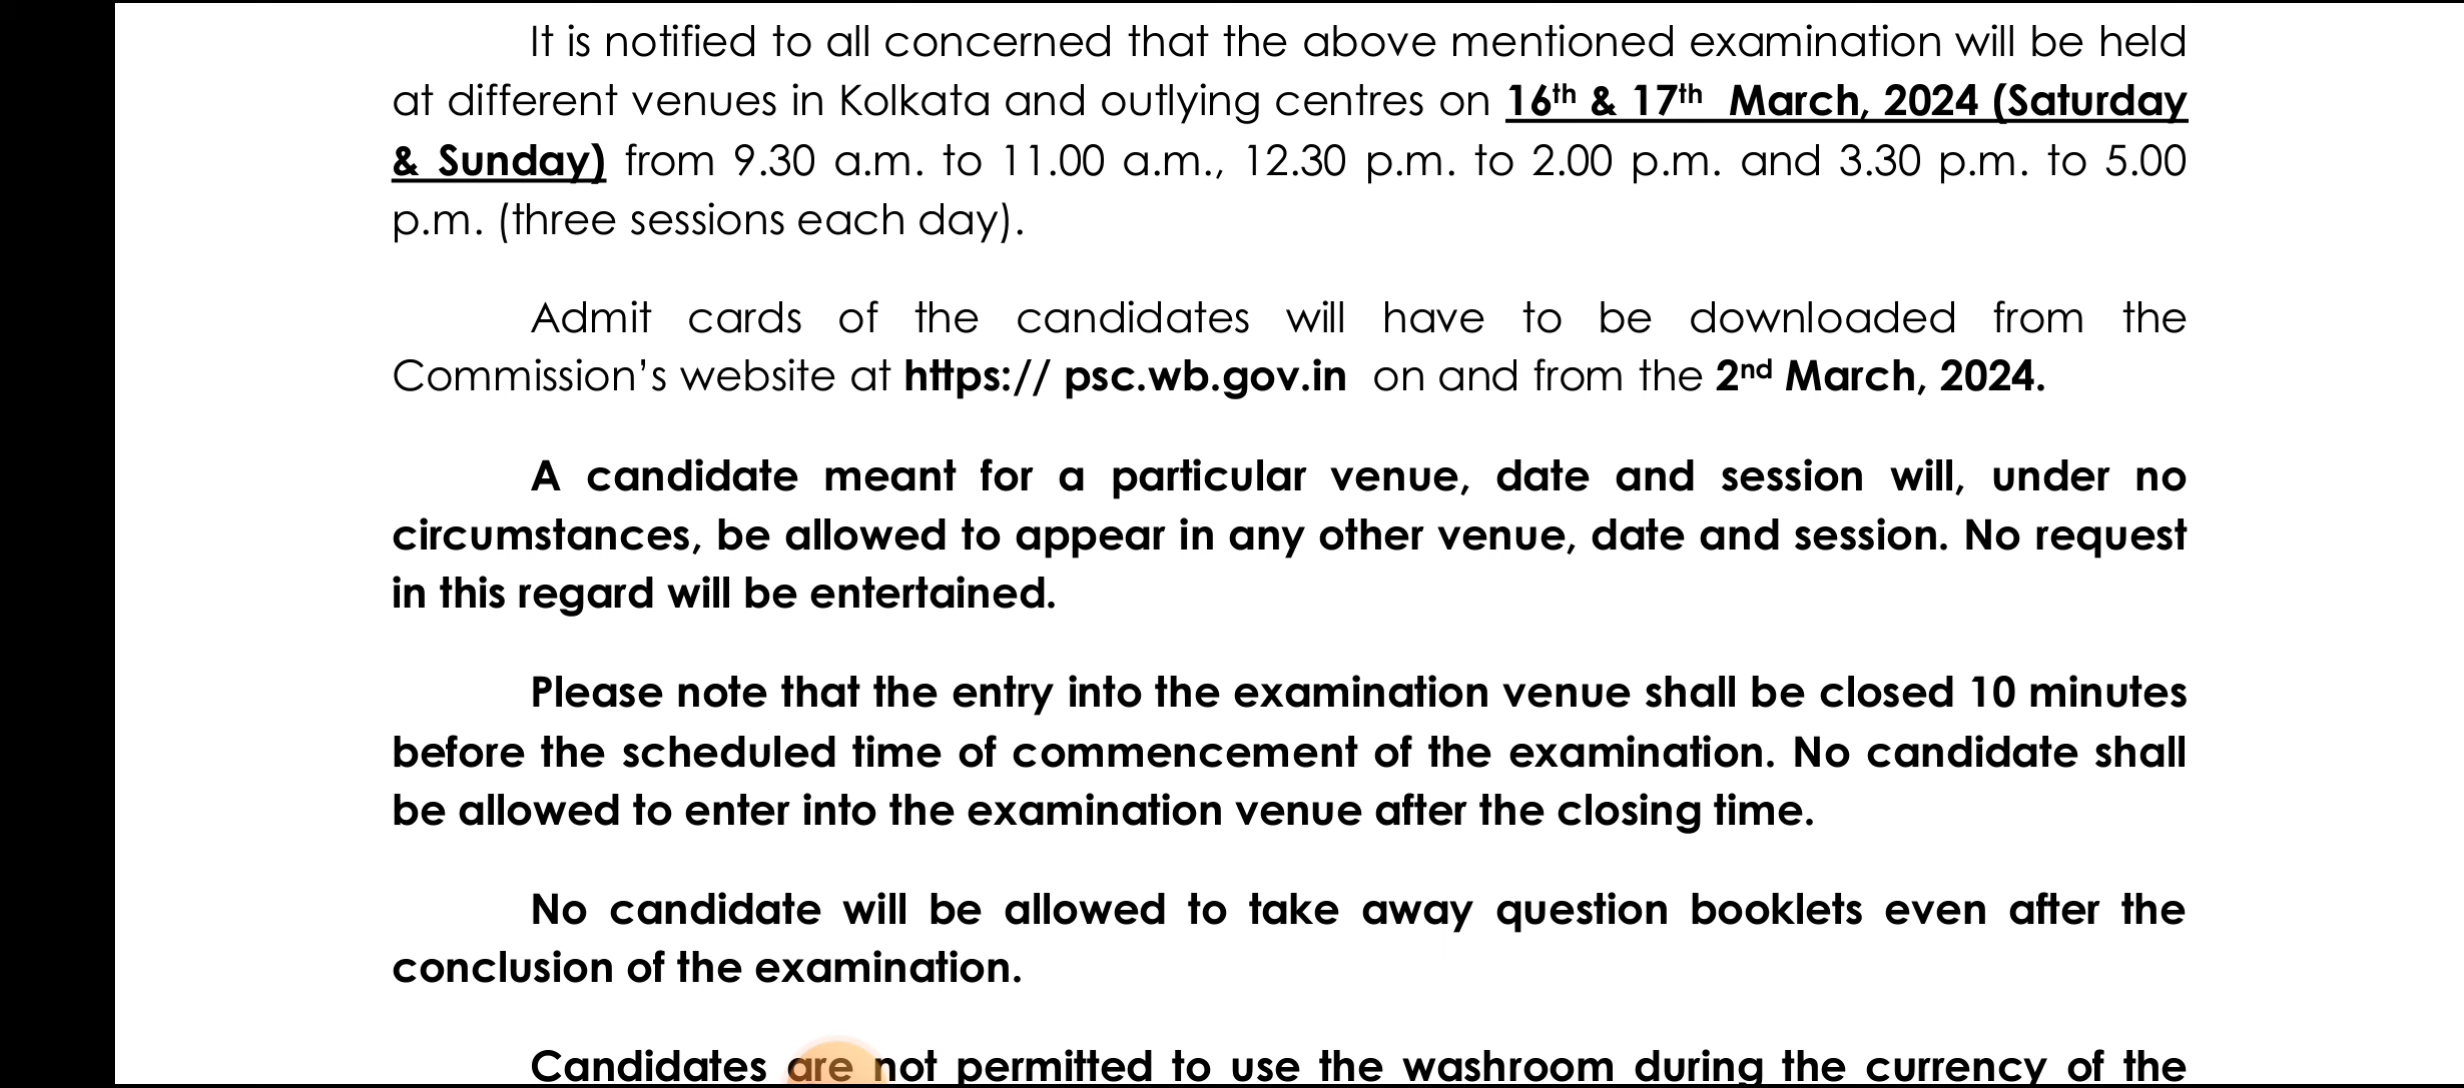 It is notified to all concerned that the above mentioned examination will be held
at different venues in Kolkata and outlying centres on 16th & 17th March, 2024 (Saturday
& Sunday) from 9.30 a.m. to 11.00 a.m., 12.30 p.m. to 2.00 p.m. and 3.30 p.m. to 5.00
p.m. (three sessions each day).
Admit cards of the candidates will have to be downloaded from the
Commission's website at https:// psc.wb.gov.in on and from the 2nd March, 2024.
A candidate meant for a particular venue, date and session will, under no
circumstances, be allowed to appear in any other venue, date and session. No request
in this regard will be entertained.
Please note that the entry into the examination venue shall be closed 10 minutes
before the scheduled time of commencement of the examination. No candidate shall
be allowed to enter into the examination venue after the closing time.
No candidate will be allowed to take away question booklets even after the
conclusion of the examination.
Candidates are not permitted to use the washroom during the currency of the